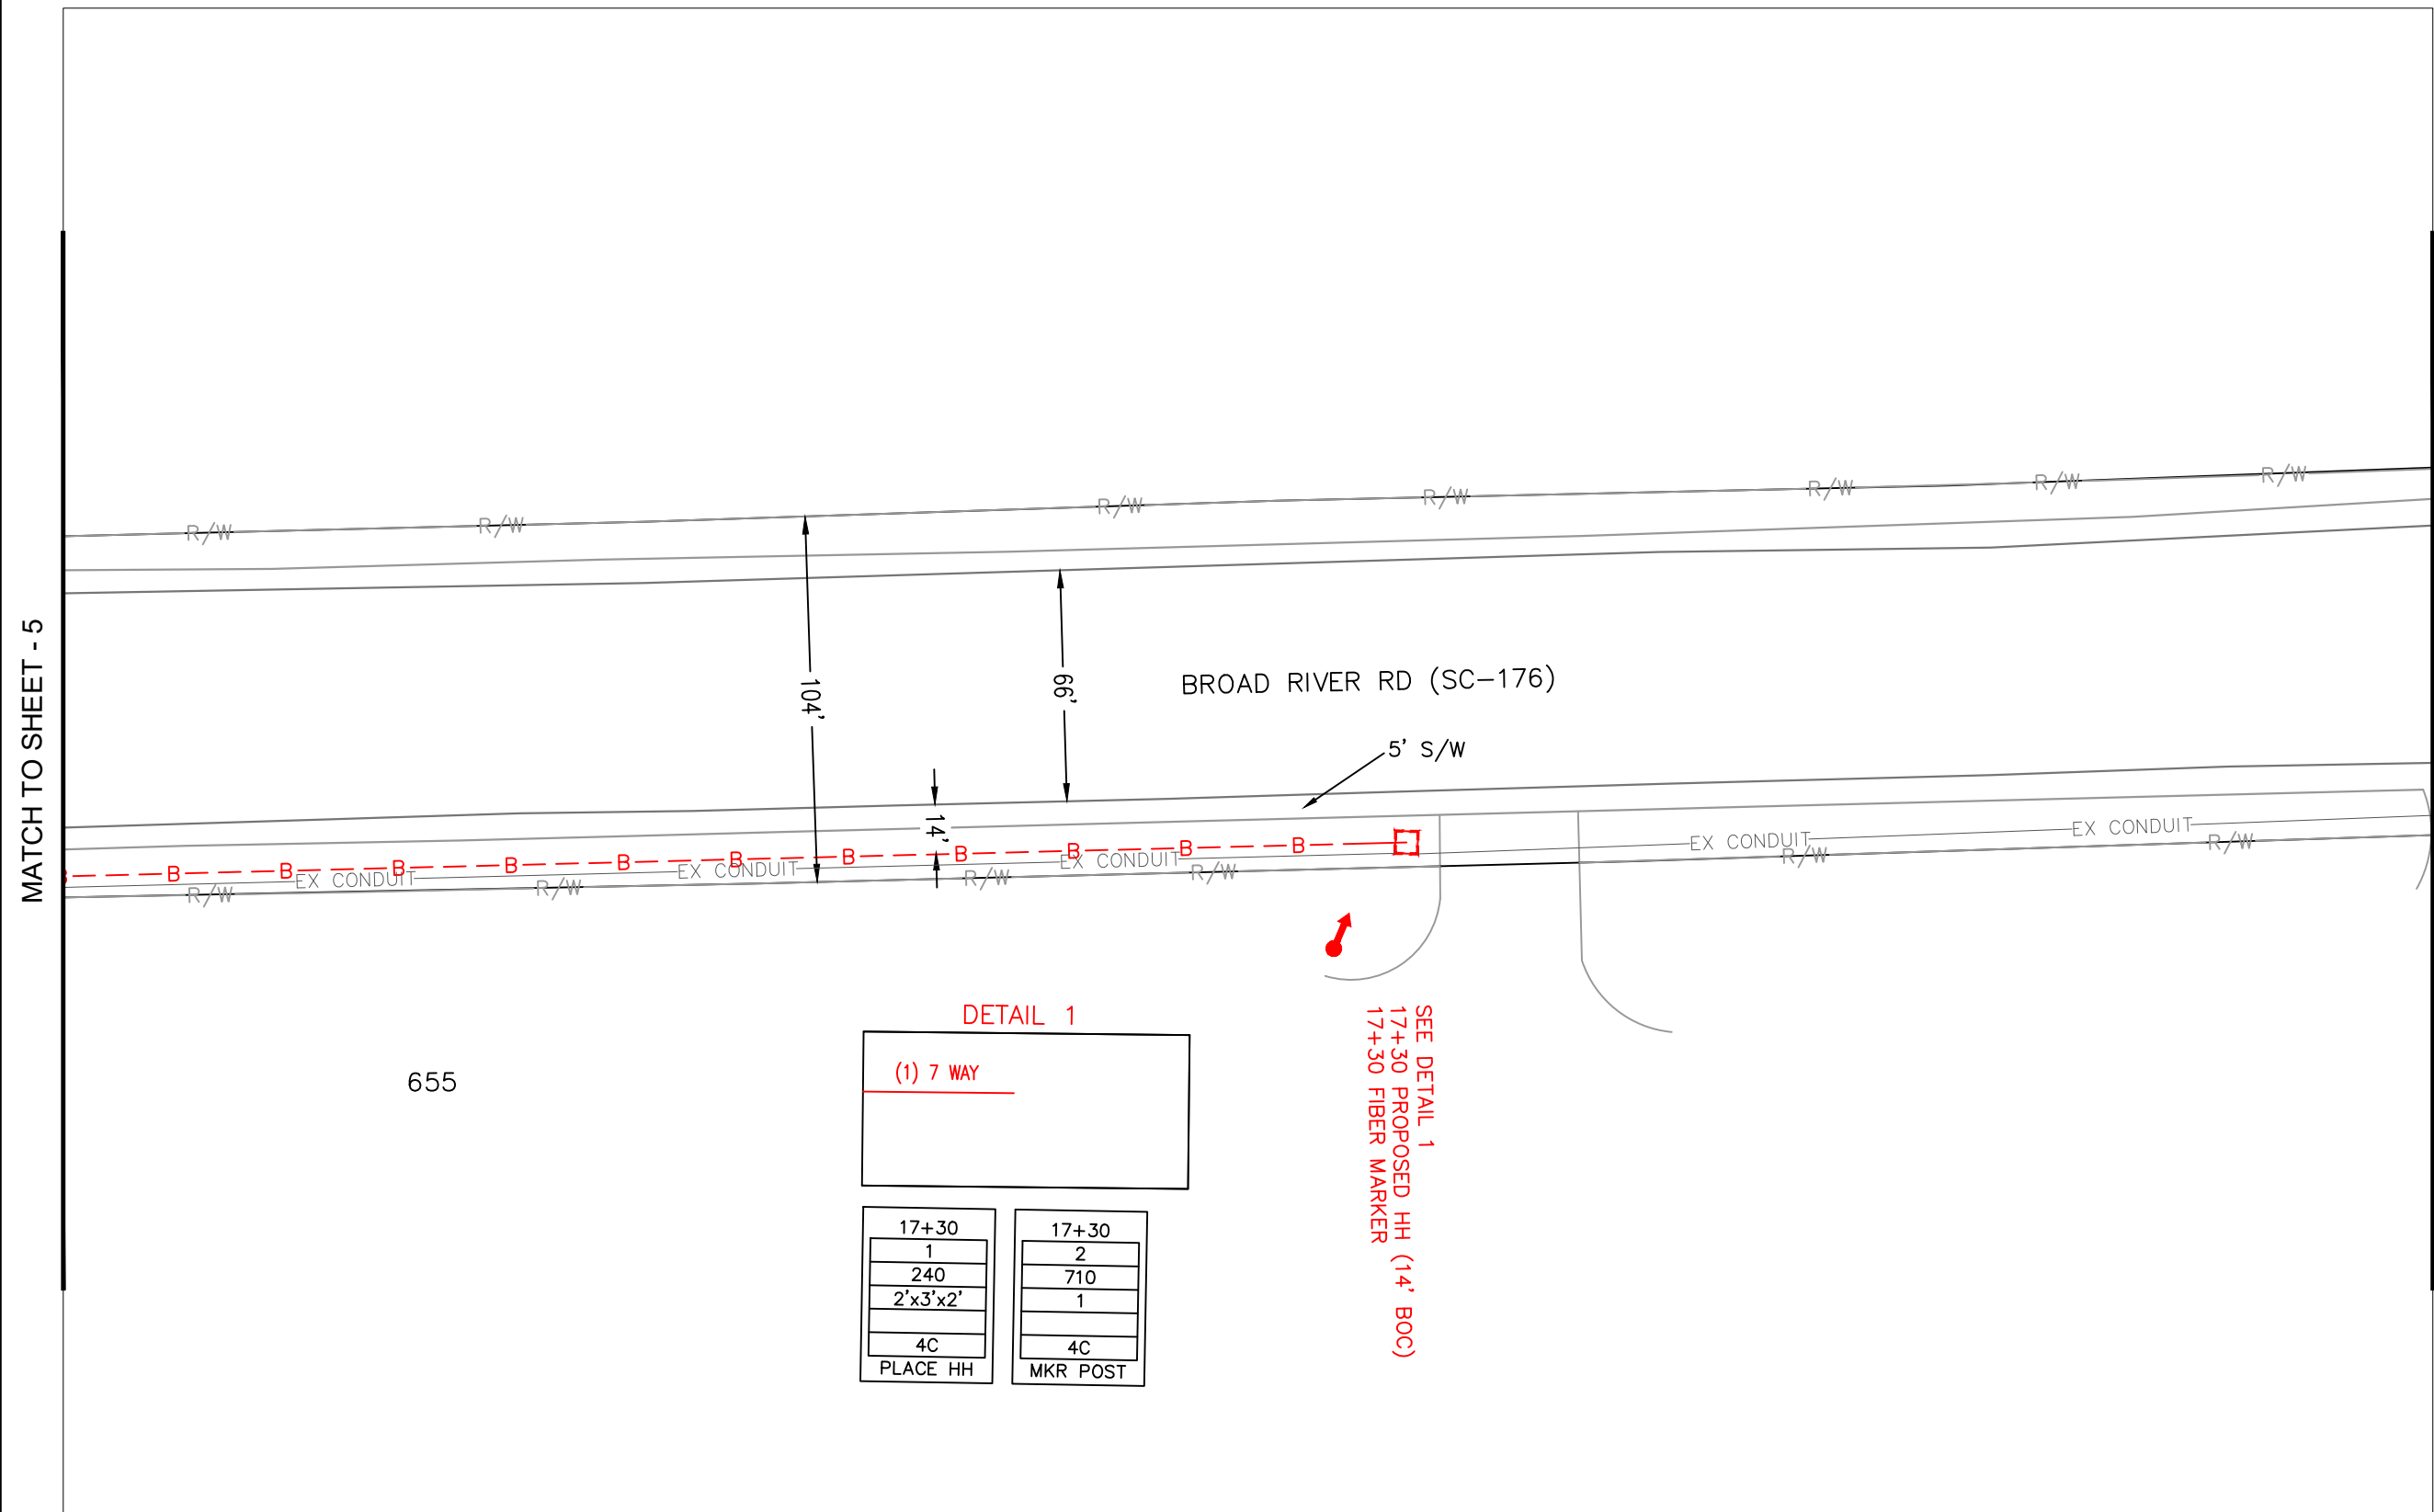 MATCH TO SHEET - 5
R/W
R/W
R/W
R/W
R/W
R/W
R/W
104'
66'
BROAD RIVER RD (SC-176)
5' S/W
14'
B
B
B
B
B
B
B
B
B
B
B
B
EX CONDUIT
EX CONDUIT
EX CONDUIT
EX CONDUIT
EX CONDUIT
R/W
R/W
R/W
R/W
R/W
R/W
655
DETAIL 1
(1) 7 WAY
SEE DETAIL 1
17+30 PROPOSED HH (14' BOC)
17+30 FIBER MARKER
17+30
1
240
2'x3'x2'
4C
PLACE HH
17+30
2
710
1
4C
MKR POST